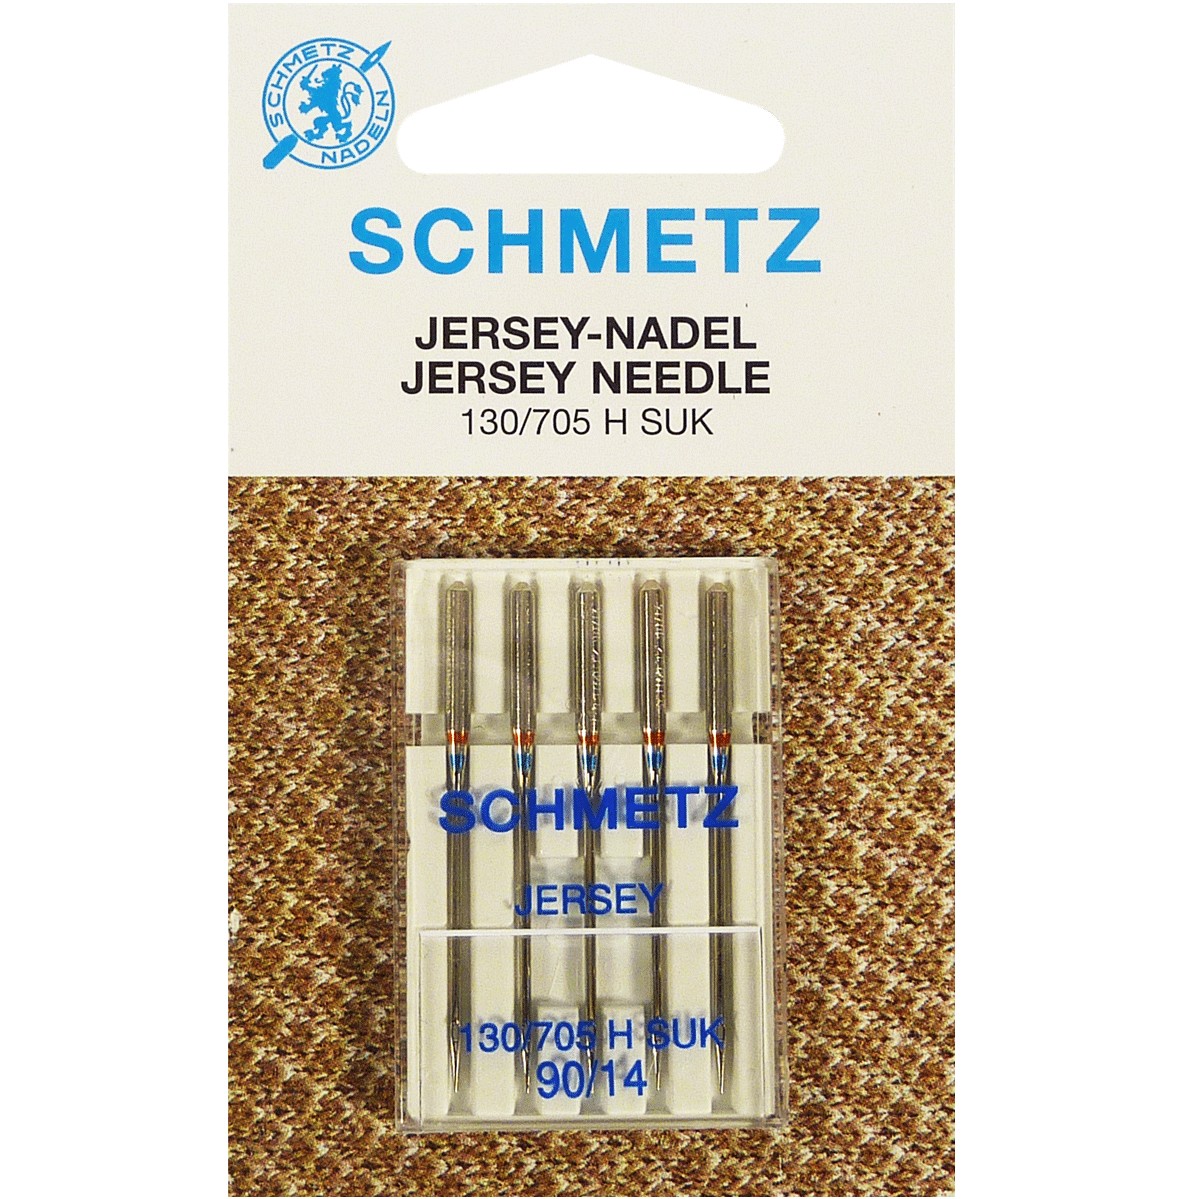 SCHMETZ
NADELN
SCHMETZ
JERSEY-NADEL
JERSEY NEEDLE
130/705 H SUK
SCHMETZ
JERSEY
130/705 H SUK
90/14